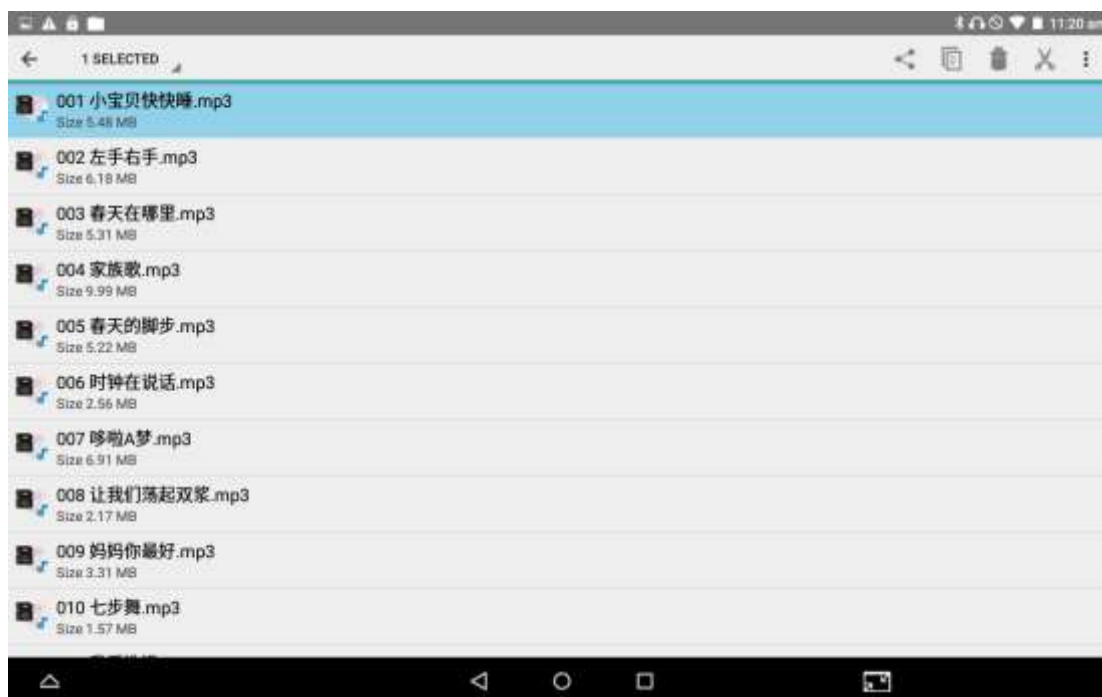 11:20 am
1 SELECTED
001 小宝贝快快睡.mp3
Size 5.48 MB
002 左手右手.mp3
Size 6.18 MB
003 春天在哪里.mp3
Size 5.31 MB
004 家族歌.mp3
Size 9.99 MB
005 春天的脚步.mp3
Size 5.22 MB
006 时钟在说话.mp3
Size 2.56 MB
007 哆啦A梦.mp3
Size 6.91 MB
008 让我们荡起双浆.mp3
Size 2.17 MB
009 妈妈你最好.mp3
Size 3.31 MB
010 七步舞.mp3
Size 1.57 MB